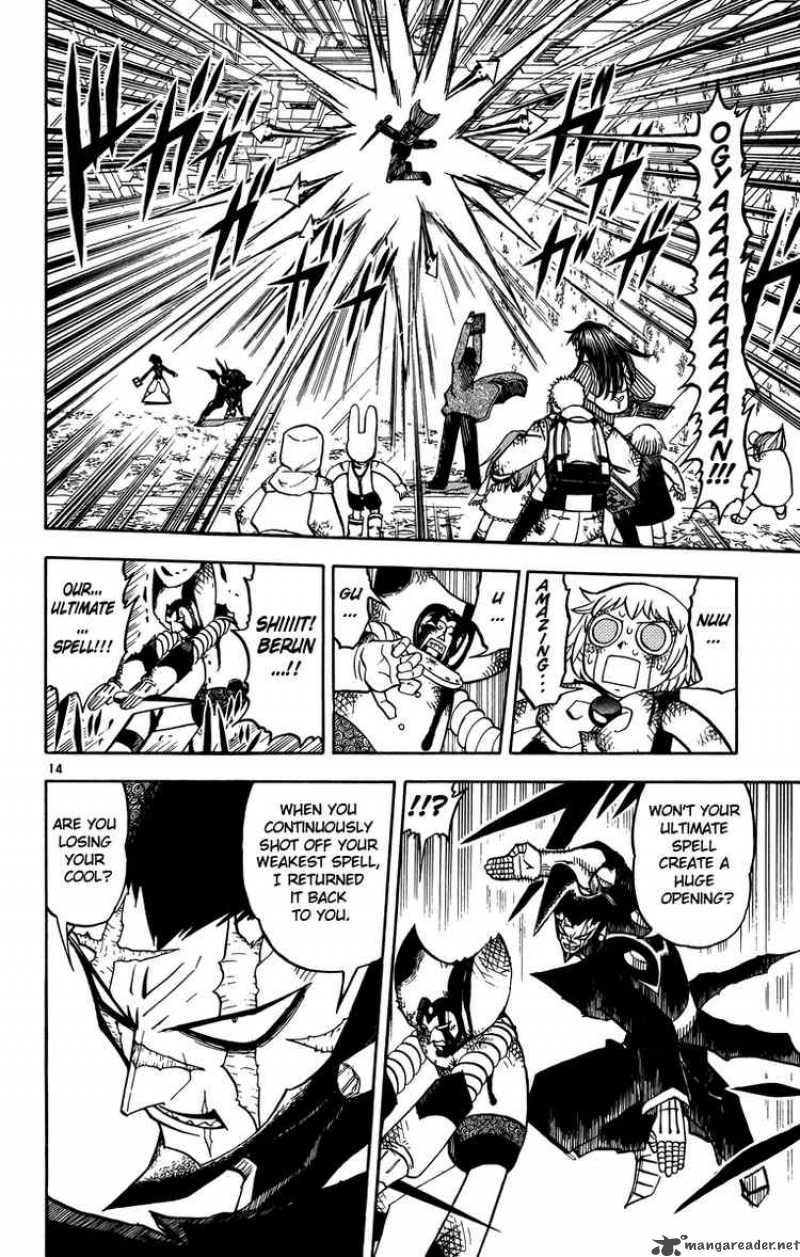 OGYAAAAAAAAAAAAN!!!
NUU
...
AMAZING...
U
...
GU
...
SHIIIT!
BERUN
...!!
OUR...
ULTIMATE
...
SPELL!!!
14
WON'T YOUR
ULTIMATE
SPELL
CREATE A
HUGE
OPENING?
!!?
WHEN YOU
CONTINUOUSLY
SHOT OFF YOUR
WEAKEST SPELL,
I RETURNED
IT BACK
TO YOU.
ARE YOU
LOSING
YOUR
COOL?
mangareader.net